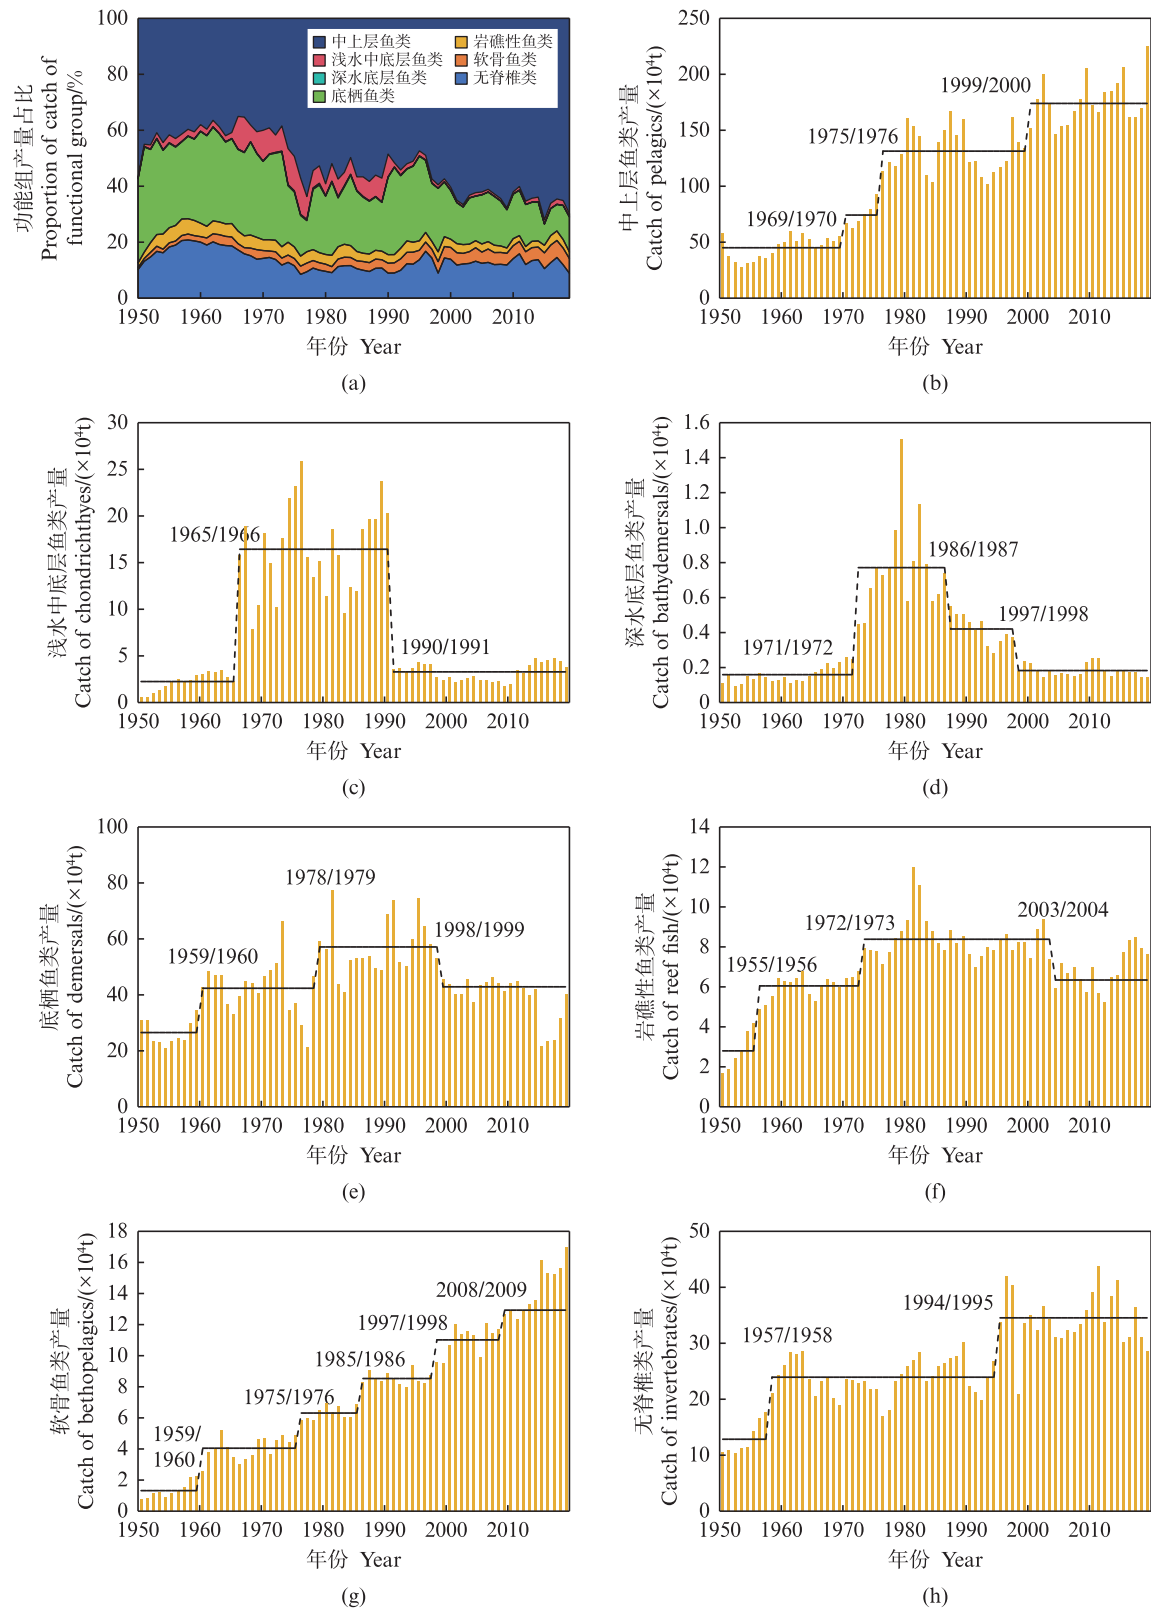 功能组产量占比
Proportion of catch of
functional group/%
100
80
60
40
20
0
中上层鱼类
浅水中底层鱼类
深水底层鱼类
底栖鱼类
岩礁性鱼类
软骨鱼类
无脊椎类
1950 1960 1970 1980 1990 2000 2010
年份 Year
(a)
中上层鱼类产量
Catch of pelagics/(×10⁴t)
250
200
150
100
50
0
1969/1970
1975/1976
1999/2000
1950 1960 1970 1980 1990 2000 2010
年份 Year
(b)
浅水中底层鱼类产量
Catch of chondrichthyes/(×10⁴t)
30
25
20
15
10
5
0
1965/1966
1990/1991
1950 1960 1970 1980 1990 2000 2010
年份 Year
(c)
深水底层鱼类产量
Catch of bathydemersals/(×10⁴t)
1.6
1.4
1.2
1.0
0.8
0.6
0.4
0.2
0
1971/1972
1986/1987
1997/1998
1950 1960 1970 1980 1990 2000 2010
年份 Year
(d)
底栖鱼类产量
Catch of demersals/(×10⁴t)
100
80
60
40
20
0
1959/1960
1978/1979
1998/1999
1950 1960 1970 1980 1990 2000 2010
年份 Year
(e)
岩礁性鱼类产量
Catch of reef fish/(×10⁴t)
14
12
10
8
6
4
2
0
1955/1956
1972/1973
2003/2004
1950 1960 1970 1980 1990 2000 2010
年份 Year
(f)
软骨鱼类产量
Catch of bethopelagics/(×10⁴t)
18
16
14
12
10
8
6
4
2
0
1959/
1960
1975/1976
1985/1986
1997/1998
2008/2009
1950 1960 1970 1980 1990 2000 2010
年份 Year
(g)
无脊椎类产量
Catch of invertebrates/(×10⁴t)
50
40
30
20
10
0
1957/1958
1994/1995
1950 1960 1970 1980 1990 2000 2010
年份 Year
(h)